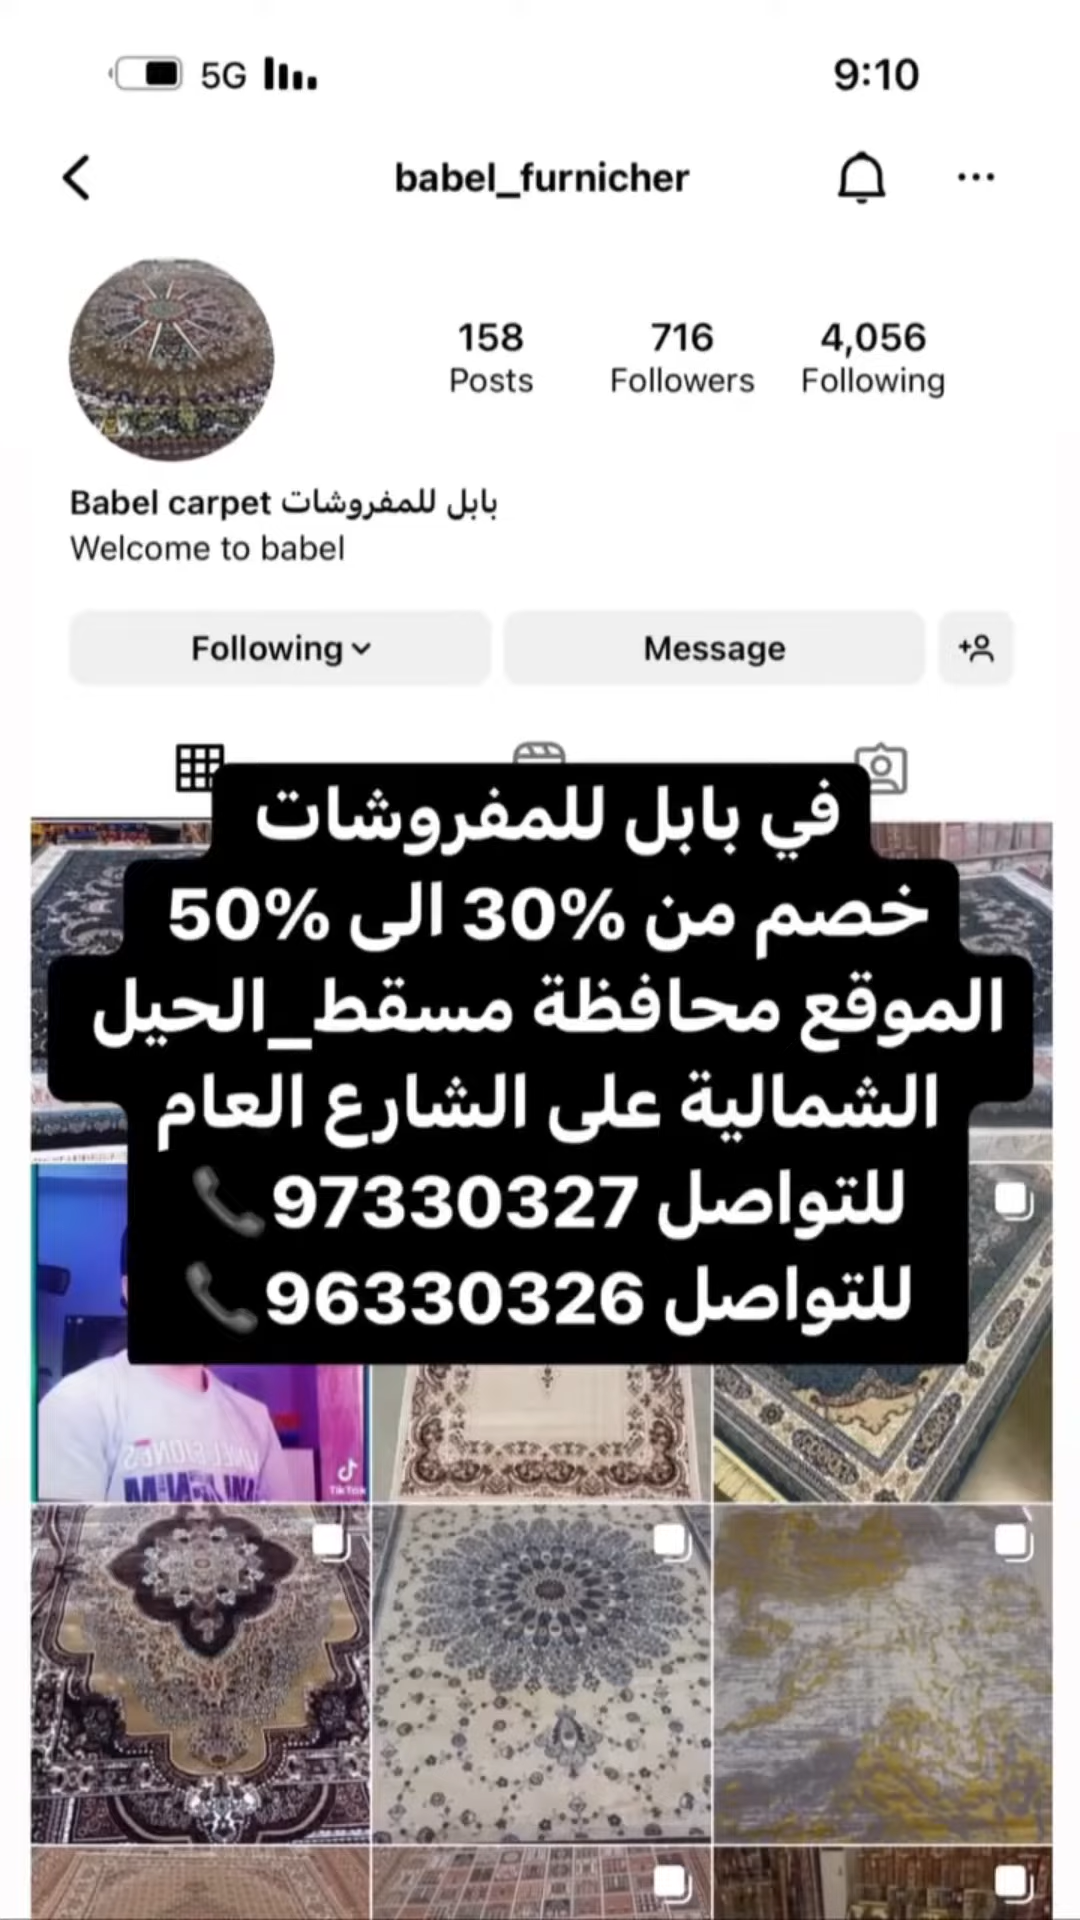 5G
9:10
babel_furnicher
158
Posts
716
Followers
4,056
Following
Babel carpet بابل للمفروشات
Welcome to babel
Following
Message
في بابل للمفروشات
خصم من 30% الى 50%
الموقع محافظة مسقط_الحيل
الشمالية على الشارع العام
للتواصل 97330327📞
للتواصل 96330326📞
TikTok